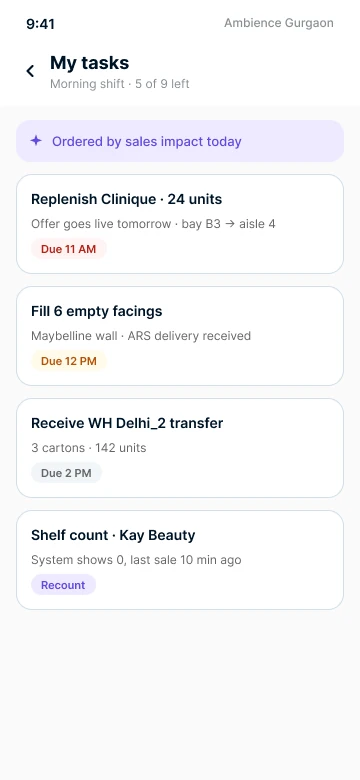 9:41
Ambience Gurgaon
My tasks
Morning shift · 5 of 9 left
Ordered by sales impact today
Replenish Clinique · 24 units
Offer goes live tomorrow · bay B3 → aisle 4
Due 11 AM
Fill 6 empty facings
Maybelline wall · ARS delivery received
Due 12 PM
Receive WH Delhi_2 transfer
3 cartons · 142 units
Due 2 PM
Shelf count · Kay Beauty
System shows 0, last sale 10 min ago
Recount